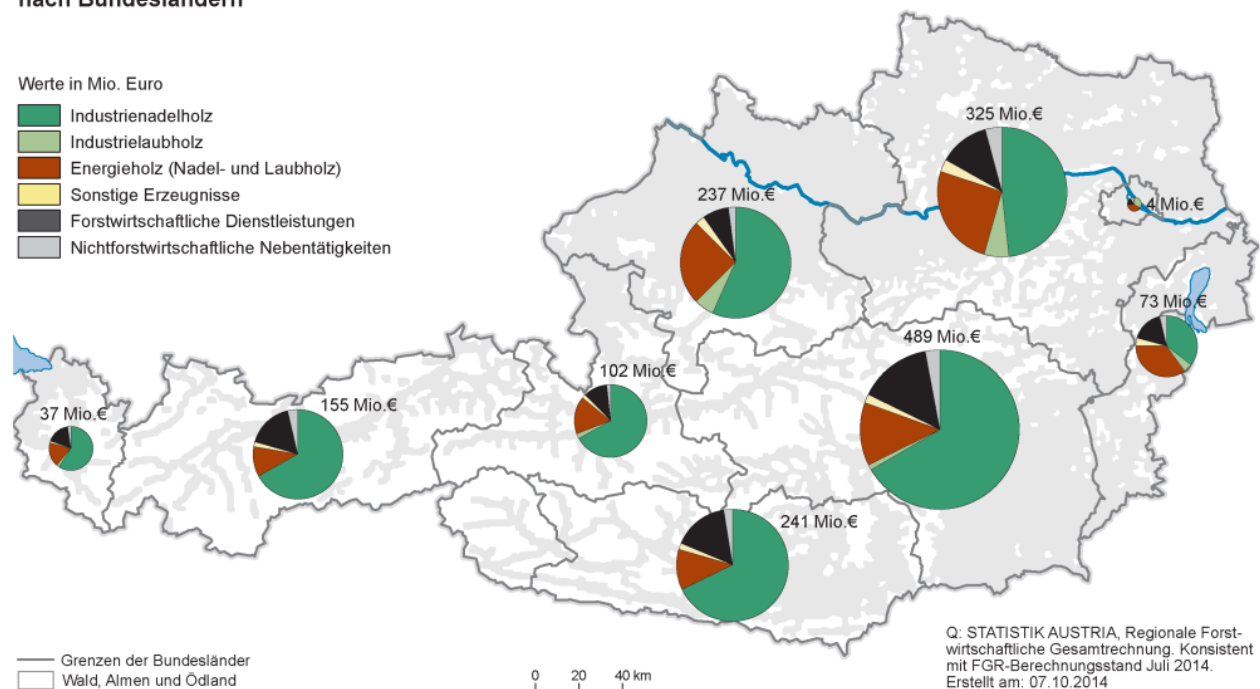 nach Bundesländern
Werte in Mio. Euro
Industrienadelholz
Industrielaubholz
Energieholz (Nadel- und Laubholz)
Sonstige Erzeugnisse
Forstwirtschaftliche Dienstleistungen
Nichtforstwirtschaftliche Nebentätigkeiten
325 Mio.€
237 Mio.€
4 Mio.€
73 Mio.€
489 Mio.€
102 Mio.€
37 Mio.€
155 Mio.€
241 Mio.€
Grenzen der Bundesländer
Wald, Almen und Ödland
0 20 40 km
Q: STATISTIK AUSTRIA, Regionale Forst-
wirtschaftliche Gesamtrechnung. Konsistent
mit FGR-Berechnungsstand Juli 2014.
Erstellt am: 07.10.2014